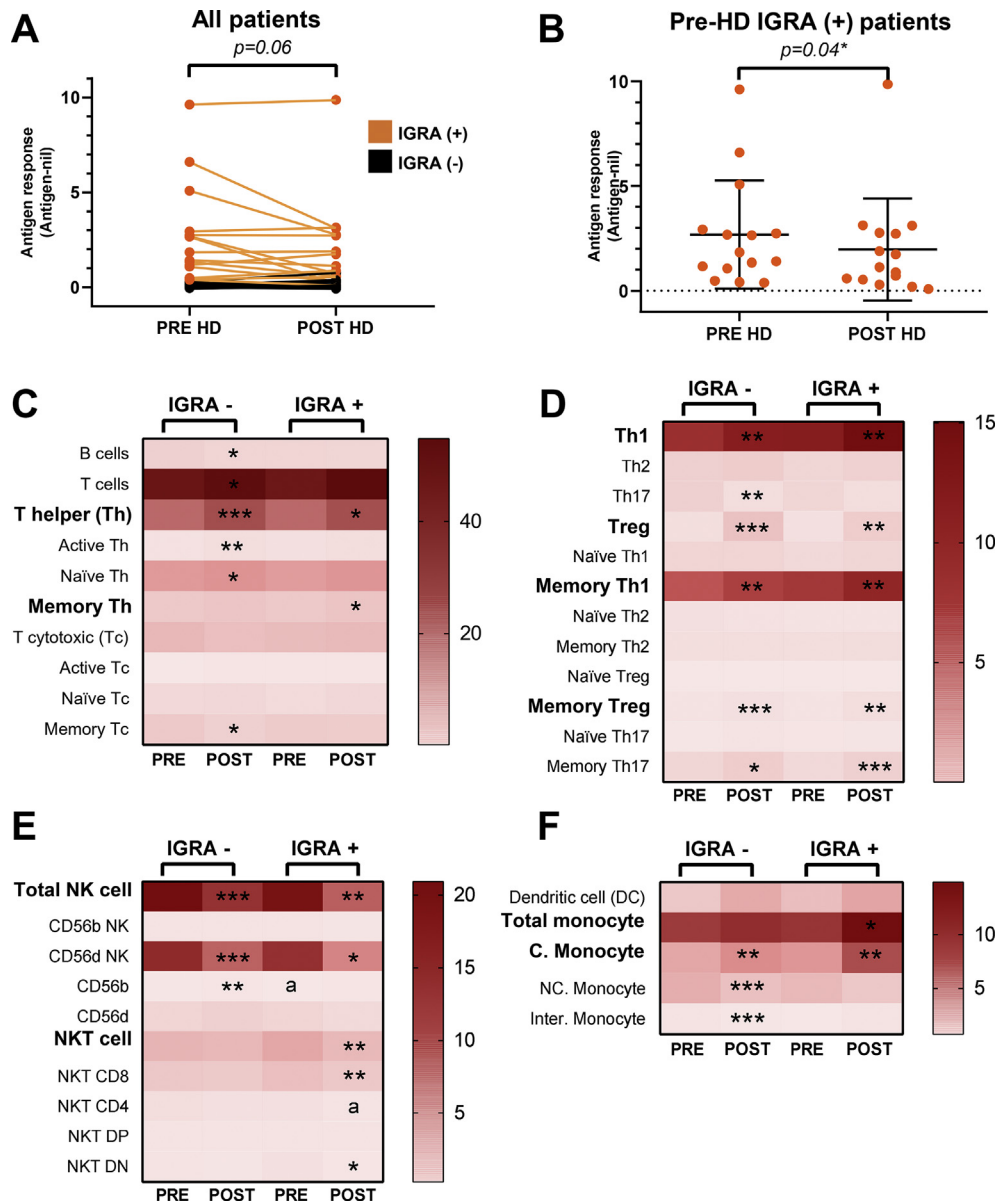 A
All patients
p=0.06
Antigen response
(Antigen-nil)
10
5
0
PRE HD
POST HD
IGRA (+)
IGRA (-)
B
Pre-HD IGRA (+) patients
p=0.04*
Antigen response
(Antigen-nil)
10
5
0
PRE HD
POST HD
C
IGRA -
IGRA +
B cells
*
T cells
*
T helper (Th)
***
*
Active Th
**
Naïve Th
*
Memory Th
*
T cytotoxic (Tc)
Active Tc
Naïve Tc
Memory Tc
*
PRE
POST
PRE
POST
40
20
D
IGRA -
IGRA +
Th1
**
**
Th2
Th17
**
Treg
***
**
Naïve Th1
Memory Th1
**
**
Naïve Th2
Memory Th2
Naïve Treg
Memory Treg
***
**
Naïve Th17
Memory Th17
*
***
PRE
POST
PRE
POST
15
10
5
E
IGRA -
IGRA +
Total NK cell
***
**
CD56b NK
CD56d NK
***
*
CD56b
**
a
CD56d
NKT cell
**
NKT CD8
**
NKT CD4
a
NKT DP
NKT DN
*
PRE
POST
PRE
POST
20
15
10
5
F
IGRA -
IGRA +
Dendritic cell (DC)
Total monocyte
*
C. Monocyte
**
**
NC. Monocyte
***
Inter. Monocyte
***
PRE
POST
PRE
POST
10
5